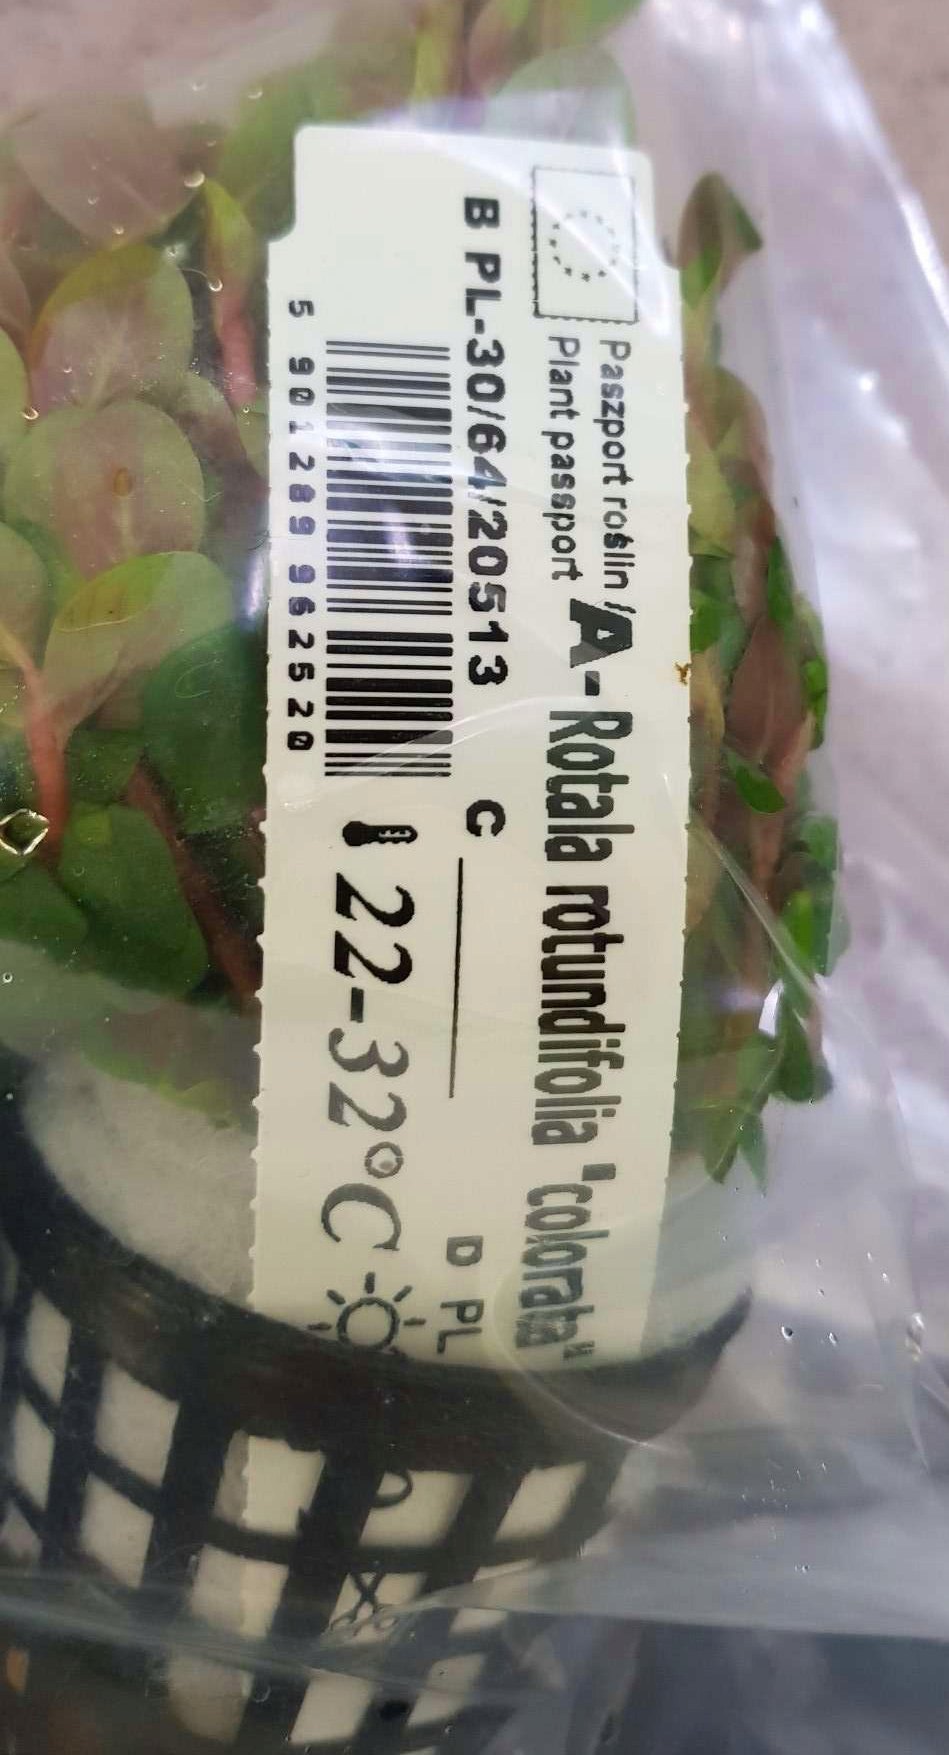 Paszport roślin /
Plant passport
A- Rotala rotundifolia "colorata"
B PL-30/64/20513 C
D PL
5 901289 962520
22-32°C